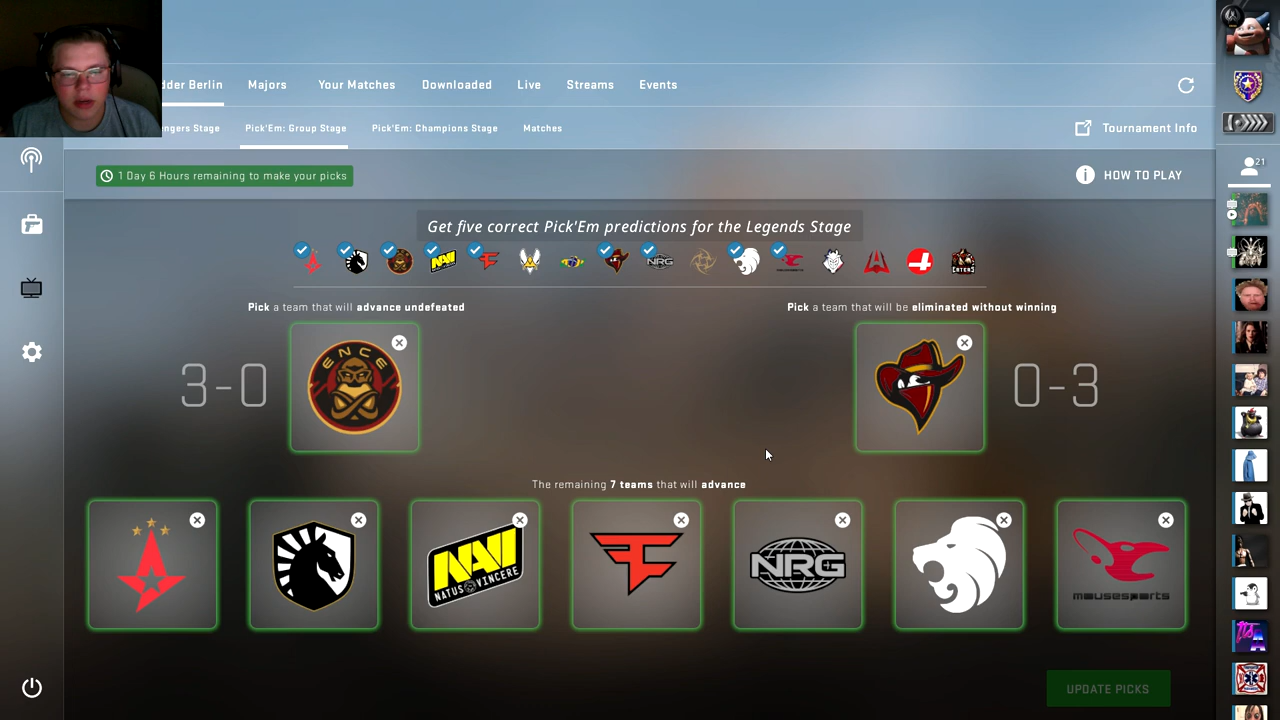 dder Berlin Majors Your Matches Downloaded Live Streams Events
ngers Stage Pick'Em: Group Stage Pick'Em: Champions Stage Matches Tournament Info
1 Day 6 Hours remaining to make your picks HOW TO PLAY
21
Get five correct Pick'Em predictions for the Legends Stage
Pick a team that will advance undefeated
Pick a team that will be eliminated without winning
3-0 ENCE 0-3
The remaining 7 teams that will advance
NAVI
NATUS VINCERE
NRG
mousesports
UPDATE PICKS